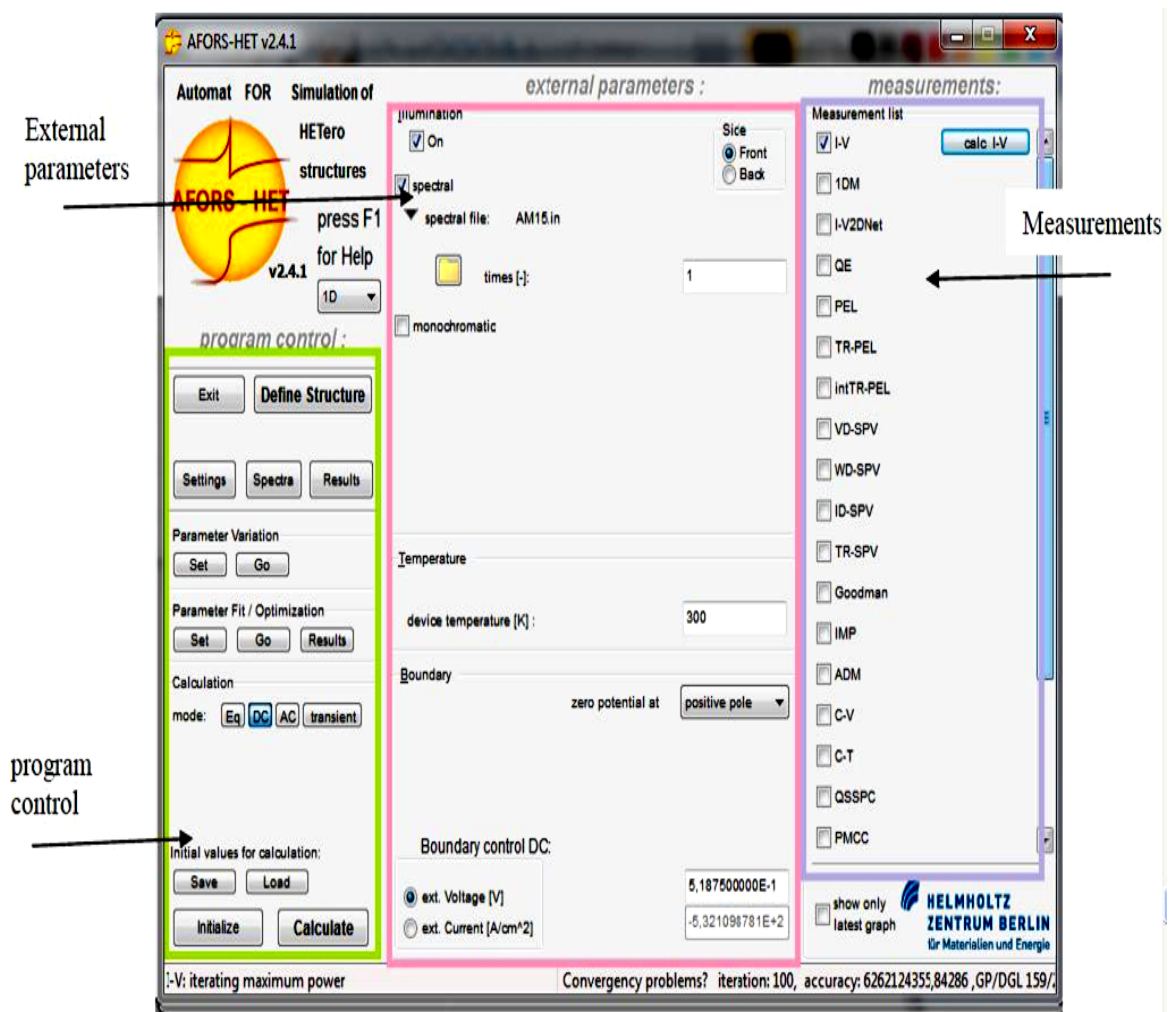 AFORS-HET v2.4.1
Automat FOR Simulation of
HETero
structures
AFORS - HET
v2.4.1
press F1
for Help
1D
program control :
Exit
Define Structure
Settings
Spectra
Results
Parameter Variation
Set
Go
Parameter Fit / Optimization
Set
Go
Results
Calculation
mode: Eq DC AC transient
Initial values for calculation:
Save
Load
Initialize
Calculate
external parameters :
Illumination
On
Side
Front
Back
spectral
spectral file: AM15.in
times [-]:
1
monochromatic
Temperature
device temperature [K] :
300
Boundary
zero potential at
positive pole
Boundary control DC:
ext. Voltage [V]
5,187500000E-1
ext. Current [A/cm^2]
-5,321098781E+2
measurements:
Measurement list
I-V
calc I-V
1DM
I-V2DNet
QE
PEL
TR-PEL
intTR-PEL
VD-SPV
WD-SPV
ID-SPV
TR-SPV
Goodman
IMP
ADM
C-V
C-T
QSSPC
PMCC
show only
latest graph
HELMHOLTZ
ZENTRUM BERLIN
für Materialien und Energie
I-V: iterating maximum power
Convergency problems? iteration: 100, accuracy: 6262124355,84286 ,GP/DGL 159/
External
parameters
Measurements
program
control